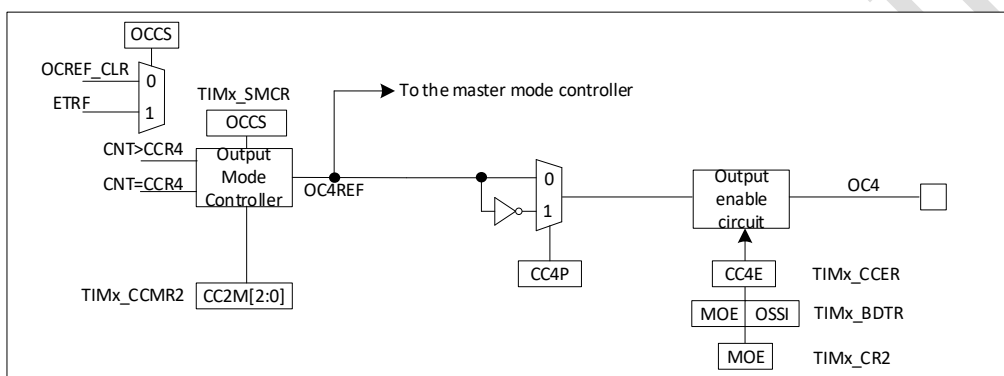 OCCS
OCREF_CLR
0
ETRF
1
TIMx_SMCR
OCCS
To the master mode controller
CNT>CCR4
CNT=CCR4
Output
Mode
Controller
OC4REF
0
1
CC4P
Output
enable
circuit
OC4
TIMx_CCMR2
CC2M[2:0]
CC4E
TIMx_CCER
MOE OSSI
TIMx_BDTR
MOE
TIMx_CR2